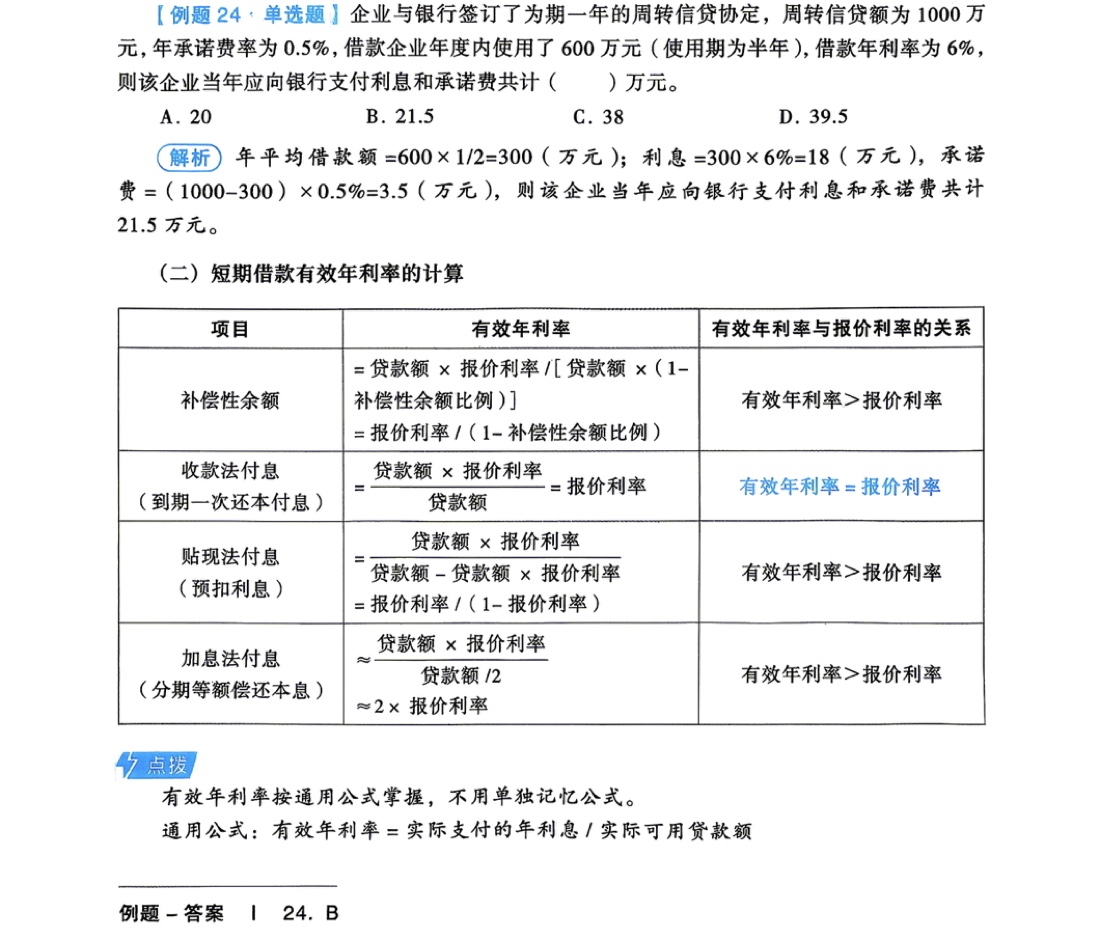 【例题 24 · 单选题】企业与银行签订了为期一年的周转信贷协定，周转信贷额为 1000 万
元，年承诺费率为 0.5%，借款企业年度内使用了 600 万元（使用期为半年），借款年利率为 6%，
则该企业当年应向银行支付利息和承诺费共计（　　）万元。
A. 20　B. 21.5　C. 38　D. 39.5
解析 年平均借款额 =600×1/2=300（万元）；利息 =300×6%=18（万元），承诺
费 =（1000-300）×0.5%=3.5（万元），则该企业当年应向银行支付利息和承诺费共计
21.5 万元。
（二）短期借款有效年利率的计算
项目　有效年利率　有效年利率与报价利率的关系
补偿性余额
= 贷款额 × 报价利率 /[ 贷款额 ×（1-
补偿性余额比例）]
= 报价利率 /（1- 补偿性余额比例）
有效年利率＞报价利率
收款法付息
（到期一次还本付息）
= 贷款额 × 报价利率
贷款额
= 报价利率
有效年利率 = 报价利率
贴现法付息
（预扣利息）
= 贷款额 × 报价利率
贷款额 - 贷款额 × 报价利率
= 报价利率 /（1- 报价利率）
有效年利率＞报价利率
加息法付息
（分期等额偿还本息）
≈ 贷款额 × 报价利率
贷款额 /2
≈2× 报价利率
有效年利率＞报价利率
点拨
有效年利率按通用公式掌握，不用单独记忆公式。
通用公式：有效年利率 = 实际支付的年利息 / 实际可用贷款额
例题 - 答案 | 24. B